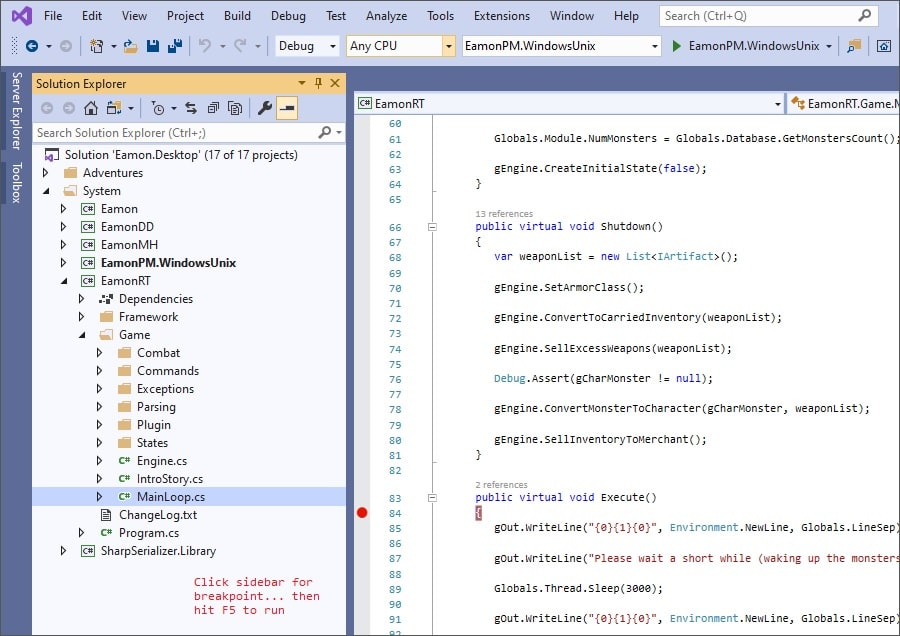 File Edit View Project Build Debug Test Analyze Tools Extensions Window Help Search (Ctrl+Q)
Debug Any CPU EamonPM.WindowsUnix EamonPM.WindowsUnix
Server Explorer
Toolbox
Solution Explorer
Search Solution Explorer (Ctrl+;)
Solution 'Eamon.Desktop' (17 of 17 projects)
Adventures
System
C# Eamon
C# EamonDD
C# EamonMH
C# EamonPM.WindowsUnix
C# EamonRT
Dependencies
Framework
Game
Combat
Commands
Exceptions
Parsing
Plugin
States
C# Engine.cs
C# IntroStory.cs
C# MainLoop.cs
ChangeLog.txt
C# Program.cs
C# SharpSerializer.Library
Click sidebar for
breakpoint... then
hit F5 to run
C# EamonRT EamonRT.Game.
60
61 Globals.Module.NumMonsters = Globals.Database.GetMonstersCount();
62
63 gEngine.CreateInitialState(false);
64 }
65
13 references
66 public virtual void Shutdown()
67 {
68 var weaponList = new List<IArtifact>();
69
70 gEngine.SetArmorClass();
71
72 gEngine.ConvertToCarriedInventory(weaponList);
73
74 gEngine.SellExcessWeapons(weaponList);
75
76 Debug.Assert(gCharMonster != null);
77
78 gEngine.ConvertMonsterToCharacter(gCharMonster, weaponList);
79
80 gEngine.SellInventoryToMerchant();
81 }
82
2 references
83 public virtual void Execute()
84 {
85 gOut.WriteLine("{0}{1}{0}", Environment.NewLine, Globals.LineSep)
86
87 gOut.WriteLine("Please wait a short while (waking up the monsters
88
89 Globals.Thread.Sleep(3000);
90
91 gOut.WriteLine("{0}{1}{0}", Environment.NewLine, Globals.LineSep)
92